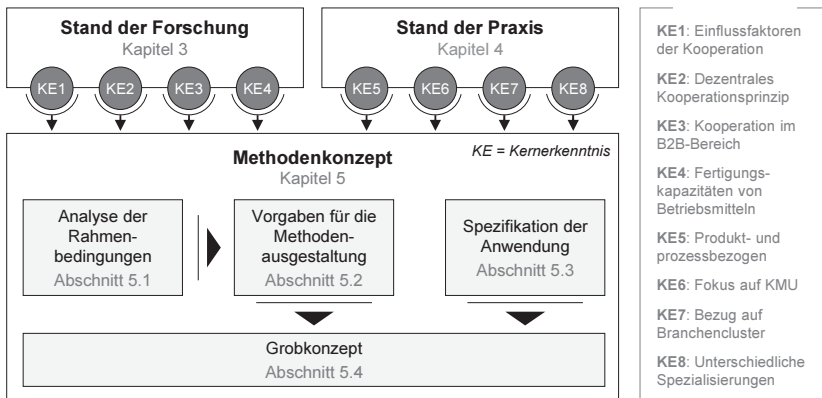 Stand der Forschung
Kapitel 3
Stand der Praxis
Kapitel 4
KE1
KE2
KE3
KE4
KE5
KE6
KE7
KE8
Methodenkonzept
Kapitel 5
KE = Kernerkenntnis
Analyse der
Rahmen-
bedingungen
Abschnitt 5.1
Vorgaben für die
Methoden-
ausgestaltung
Abschnitt 5.2
Spezifikation der
Anwendung
Abschnitt 5.3
Grobkonzept
Abschnitt 5.4
KE1: Einflussfaktoren
der Kooperation
KE2: Dezentrales
Kooperationsprinzip
KE3: Kooperation im
B2B-Bereich
KE4: Fertigungs-
kapazitäten von
Betriebsmitteln
KE5: Produkt- und
prozessbezogen
KE6: Fokus auf KMU
KE7: Bezug auf
Branchencluster
KE8: Unterschiedliche
Spezialisierungen